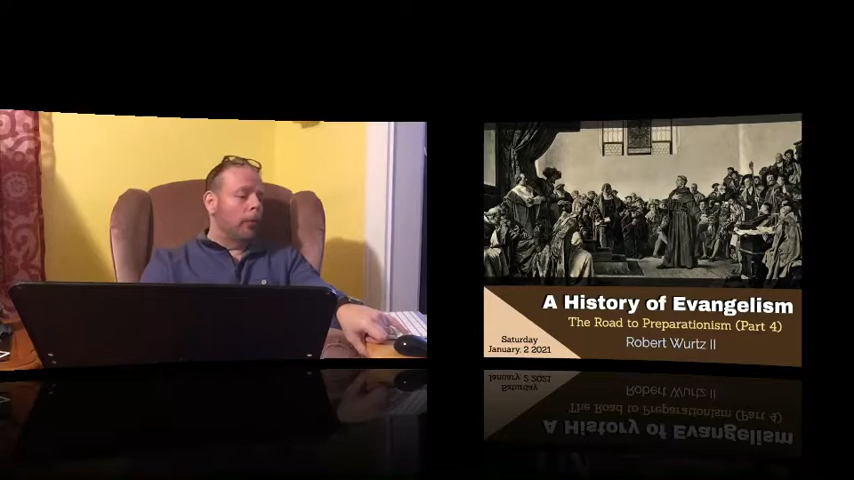 A History of Evangelism
The Road to Preparationism (Part 4)
Robert Wurtz II
Saturday
January, 2 2021